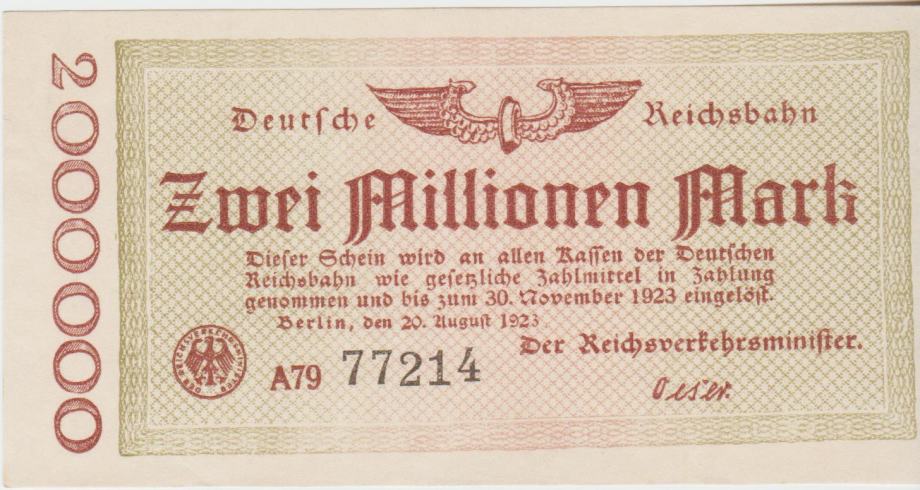 2000000
Deutſche Reichsbahn
Zwei Millionen Mark
Dieſer Schein wird an allen Kaſſen der Deutſchen
Reichsbahn wie geſetzliche Zahlmittel in Zahlung
genommen und bis zum 30. November 1923 eingelöſt.
Berlin, den 20. Auguſt 1923.
Der Reichsverkehrsminiſter.
DER REICHSVERKEHRSMINISTER
A79 77214
Oeser.